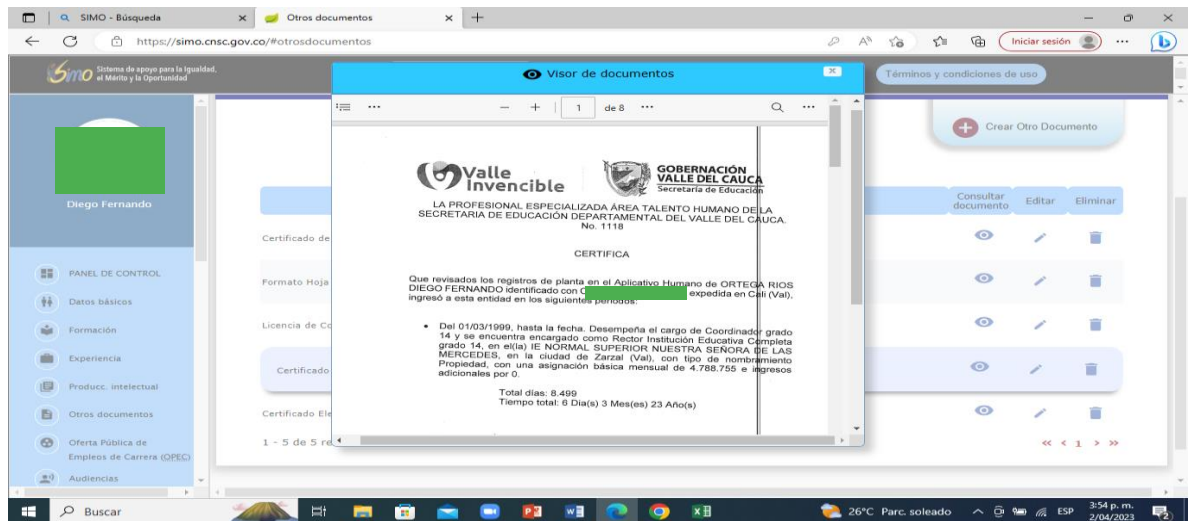 SIMO - Búsqueda
Otros documentos
https://simo.cnsc.gov.co/#otrosdocumentos
Iniciar sesión
Simo
Sistema de apoyo para la Igualdad,
el Mérito y la Oportunidad
Visor de documentos
Términos y condiciones de uso
1 de 8
Crear Otro Documento
Diego Fernando
PANEL DE CONTROL
Datos básicos
Formación
Experiencia
Producc. intelectual
Otros documentos
Oferta Pública de
Empleos de Carrera (OPEC)
Audiencias
Consultar
documento
Editar
Eliminar
Certificado de
Formato Hoja
Licencia de Co
Certificado
Certificado Ele
1 - 5 de 5 re
<< < 1 > >>
Valle
Invencible
GOBERNACIÓN
VALLE DEL CAUCA
Secretaría de Educación
LA PROFESIONAL ESPECIALIZADA ÁREA TALENTO HUMANO DE LA
SECRETARIA DE EDUCACIÓN DEPARTAMENTAL DEL VALLE DEL CAUCA.
No. 1118
CERTIFICA
Que revisados los registros de planta en el Aplicativo Humano de ORTEGA RIOS
DIEGO FERNANDO identificado con C expedida en Cali (Val),
ingresó a esta entidad en los siguientes periodos:
• Del 01/03/1999, hasta la fecha. Desempeña el cargo de Coordinador grado
14 y se encuentra encargado como Rector Institución Educativa Completa
grado 14, en el(la) IE NORMAL SUPERIOR NUESTRA SEÑORA DE LAS
MERCEDES, en la ciudad de Zarzal (Val), con tipo de nombramiento
Propiedad, con una asignación básica mensual de 4.788.755 e ingresos
adicionales por 0.
Total días: 8.499
Tiempo total: 6 Dia(s) 3 Mes(es) 23 Año(s)
Buscar
26°C Parc. soleado
ESP
3:54 p. m.
2/04/2023
2